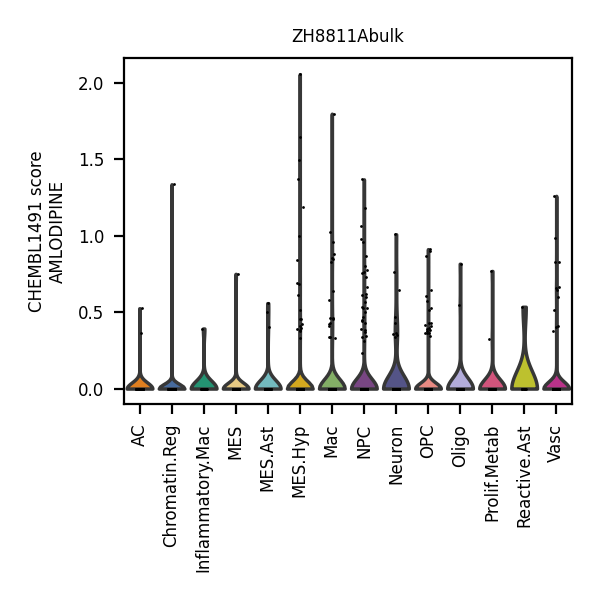 ZH8811Abulk
CHEMBL1491 score
AMLODIPINE
2.0
1.5
1.0
0.5
0.0
AC
Chromatin.Reg
Inflammatory.Mac
MES
MES.Ast
MES.Hyp
Mac
NPC
Neuron
OPC
Oligo
Prolif.Metab
Reactive.Ast
Vasc